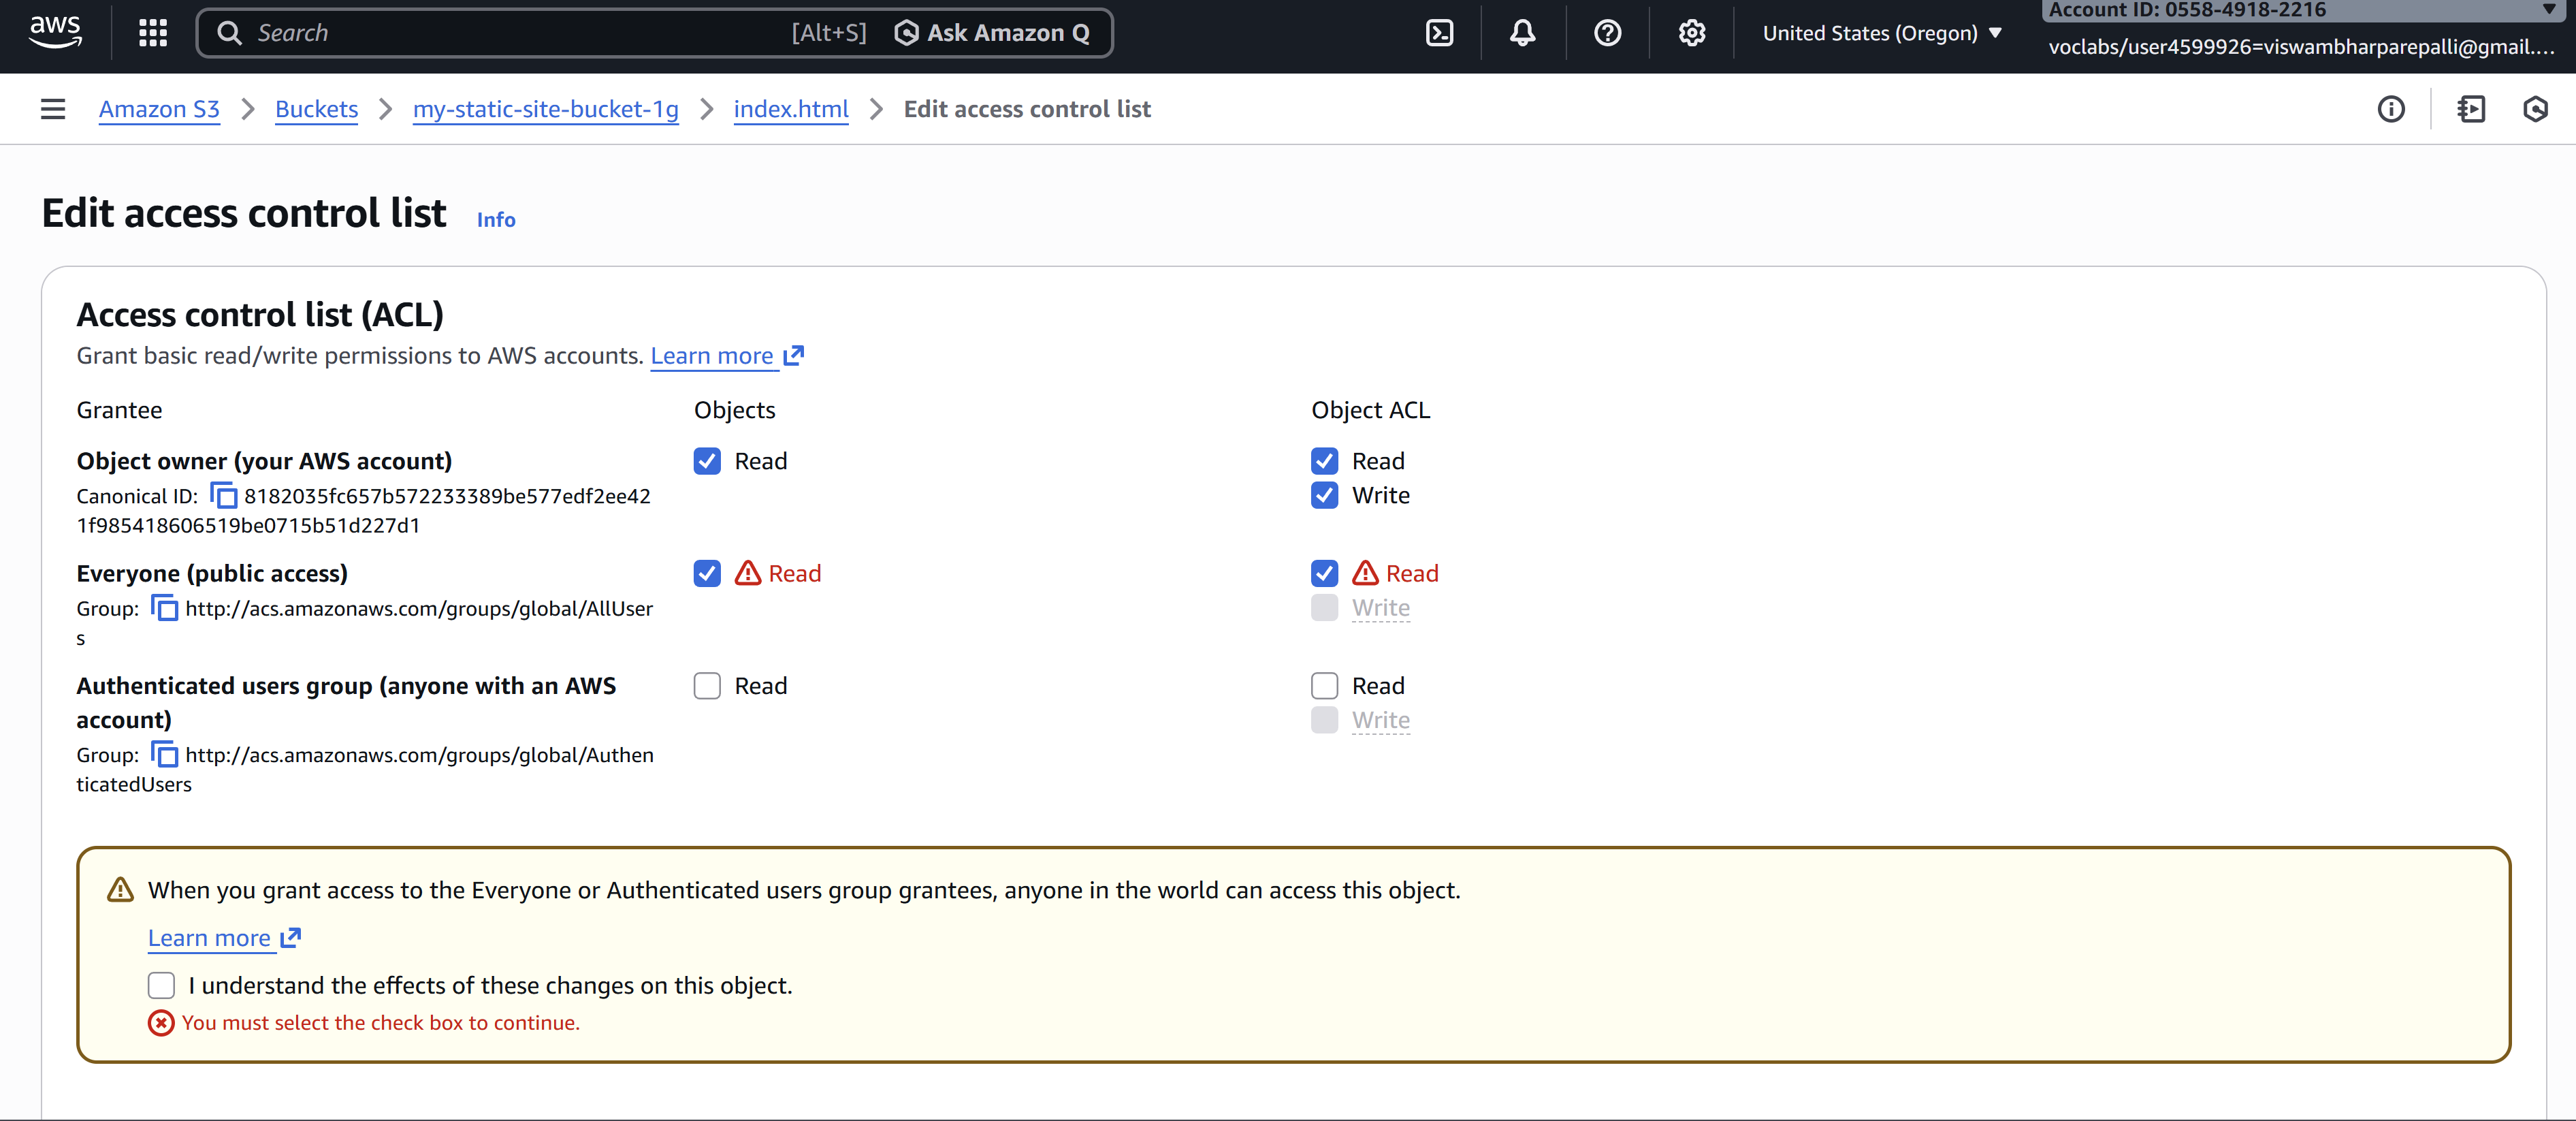 aws
Search [Alt+S] Ask Amazon Q
United States (Oregon)
Account ID: 0558-4918-2216
voclabs/user4599926=viswambharparepalli@gmail....
Amazon S3 > Buckets > my-static-site-bucket-1g > index.html > Edit access control list
Edit access control list Info
Access control list (ACL)
Grant basic read/write permissions to AWS accounts. Learn more
Grantee Objects Object ACL
Object owner (your AWS account) Read Read
Canonical ID: 8182035fc657b572233389be577edf2ee42 Write
1f985418606519be0715b51d227d1
Everyone (public access) Read Read
Group: http://acs.amazonaws.com/groups/global/AllUser Write
s
Authenticated users group (anyone with an AWS Read Read
account) Write
Group: http://acs.amazonaws.com/groups/global/Authen
ticatedUsers
When you grant access to the Everyone or Authenticated users group grantees, anyone in the world can access this object.
Learn more
I understand the effects of these changes on this object.
You must select the check box to continue.